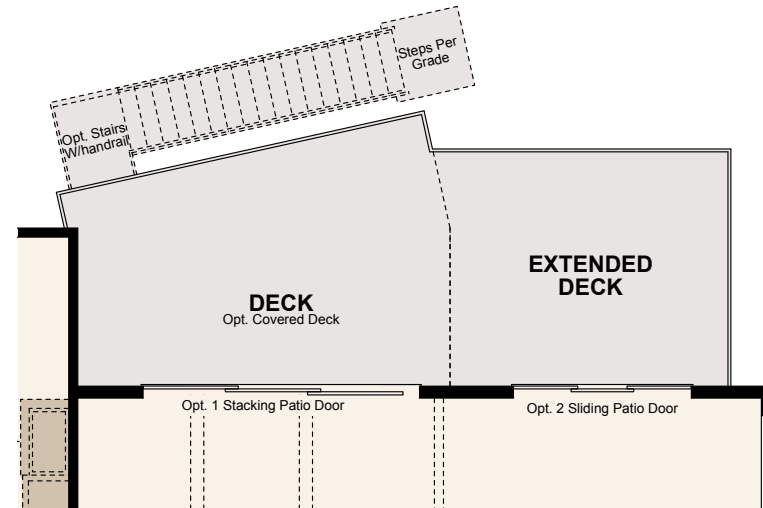 Steps Per
Grade
Opt. Stairs
W/handrail
EXTENDED
DECK
DECK
Opt. Covered Deck
Opt. 1 Stacking Patio Door
Opt. 2 Sliding Patio Door